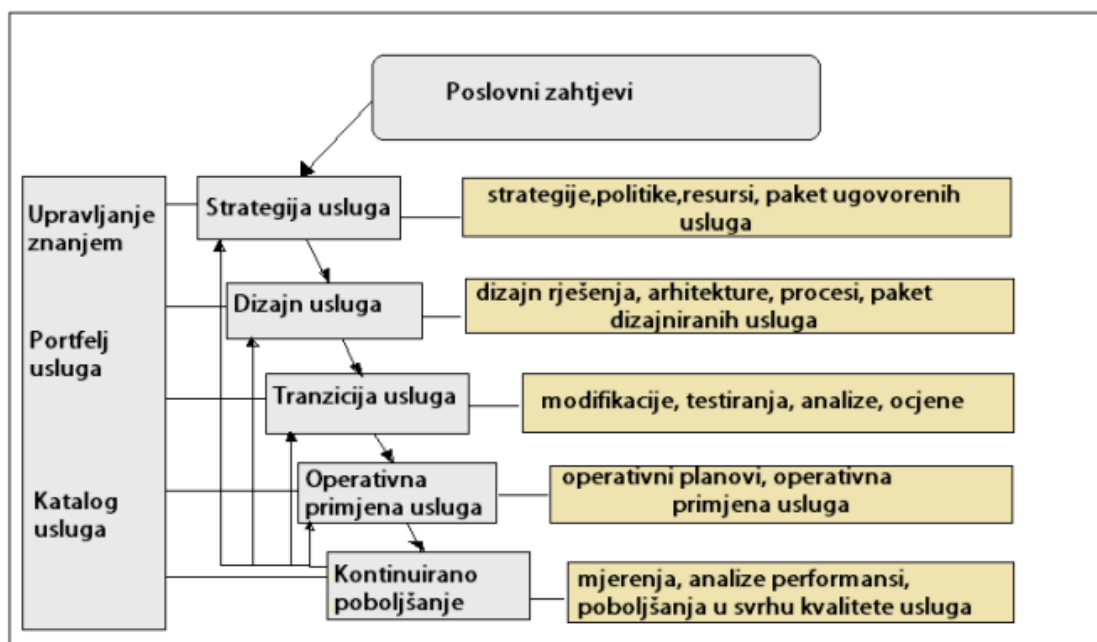 Poslovni zahtjevi
Upravljanje
znanjem
Portfelj
usluga
Katalog
usluga
Strategija usluga
strategije,politike,resursi, paket ugovorenih
usluga
Dizajn usluga
dizajn rješenja, arhitekture, procesi, paket
dizajniranih usluga
Tranzicija usluga
modifikacije, testiranja, analize, ocjene
Operativna
primjena usluga
operativni planovi, operativna
primjena usluga
Kontinuirano
poboljšanje
mjerenja, analize performansi,
poboljšanja u svrhu kvalitete usluga